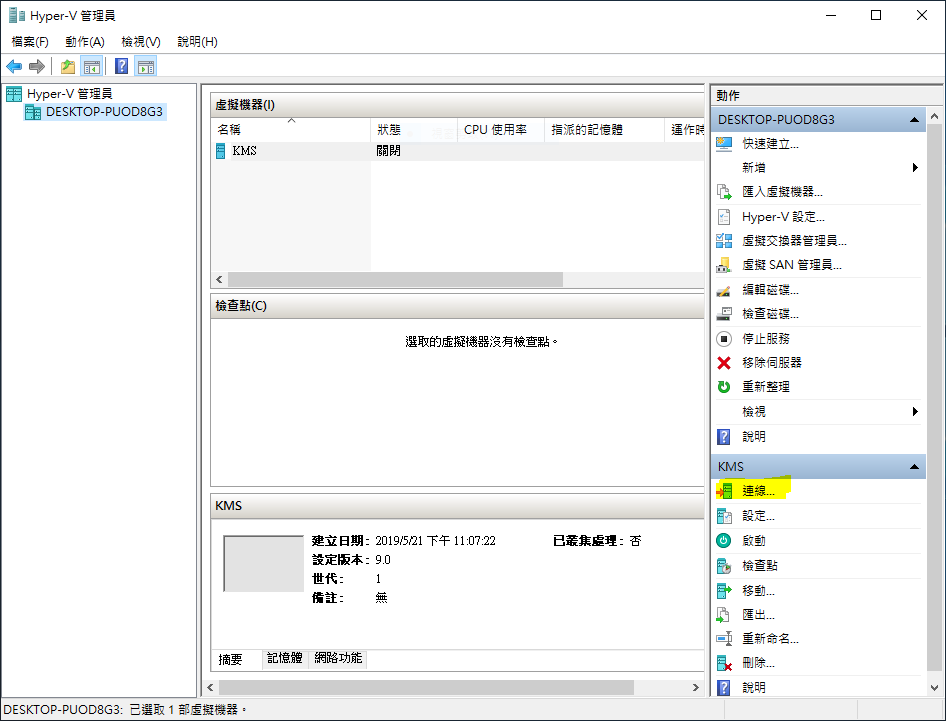 Hyper-V 管理員
檔案(F) 動作(A) 檢視(V) 說明(H)
Hyper-V 管理員
DESKTOP-PUOD8G3
虛擬機器(I)
名稱 狀態 CPU 使用率 指派的記憶體 運作時
KMS 關閉
檢查點(C)
選取的虛擬機器沒有檢查點。
KMS
建立日期: 2019/5/21 下午 11:07:22 已叢集處理: 否
設定版本: 9.0
世代: 1
備註: 無
摘要 記憶體 網路功能
動作
DESKTOP-PUOD8G3
快速建立...
新增
匯入虛擬機器...
Hyper-V 設定...
虛擬交換器管理員...
虛擬 SAN 管理員...
編輯磁碟...
檢查磁碟...
停止服務
移除伺服器
重新整理
檢視
說明
KMS
連線...
設定...
啟動
檢查點
移動...
匯出...
重新命名...
刪除...
說明
DESKTOP-PUOD8G3: 已選取 1 部虛擬機器。